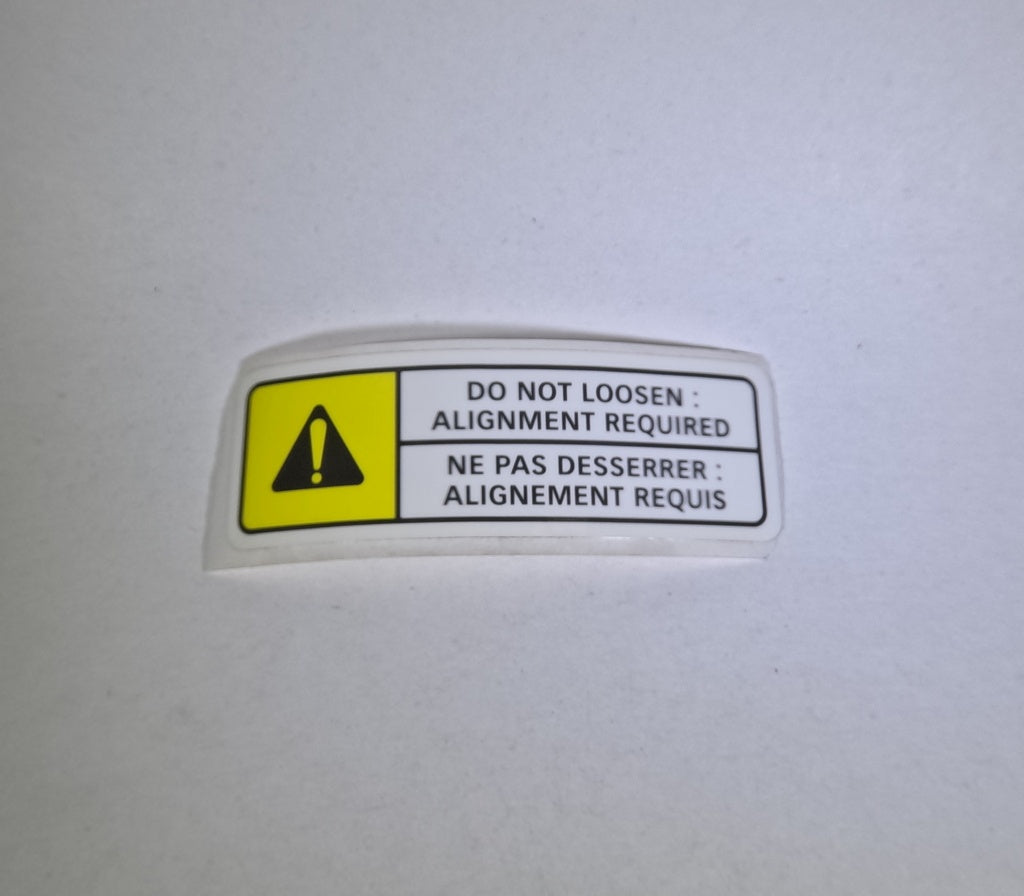 DO NOT LOOSEN :
ALIGNMENT REQUIRED
NE PAS DESSERRER :
ALIGNEMENT REQUIS